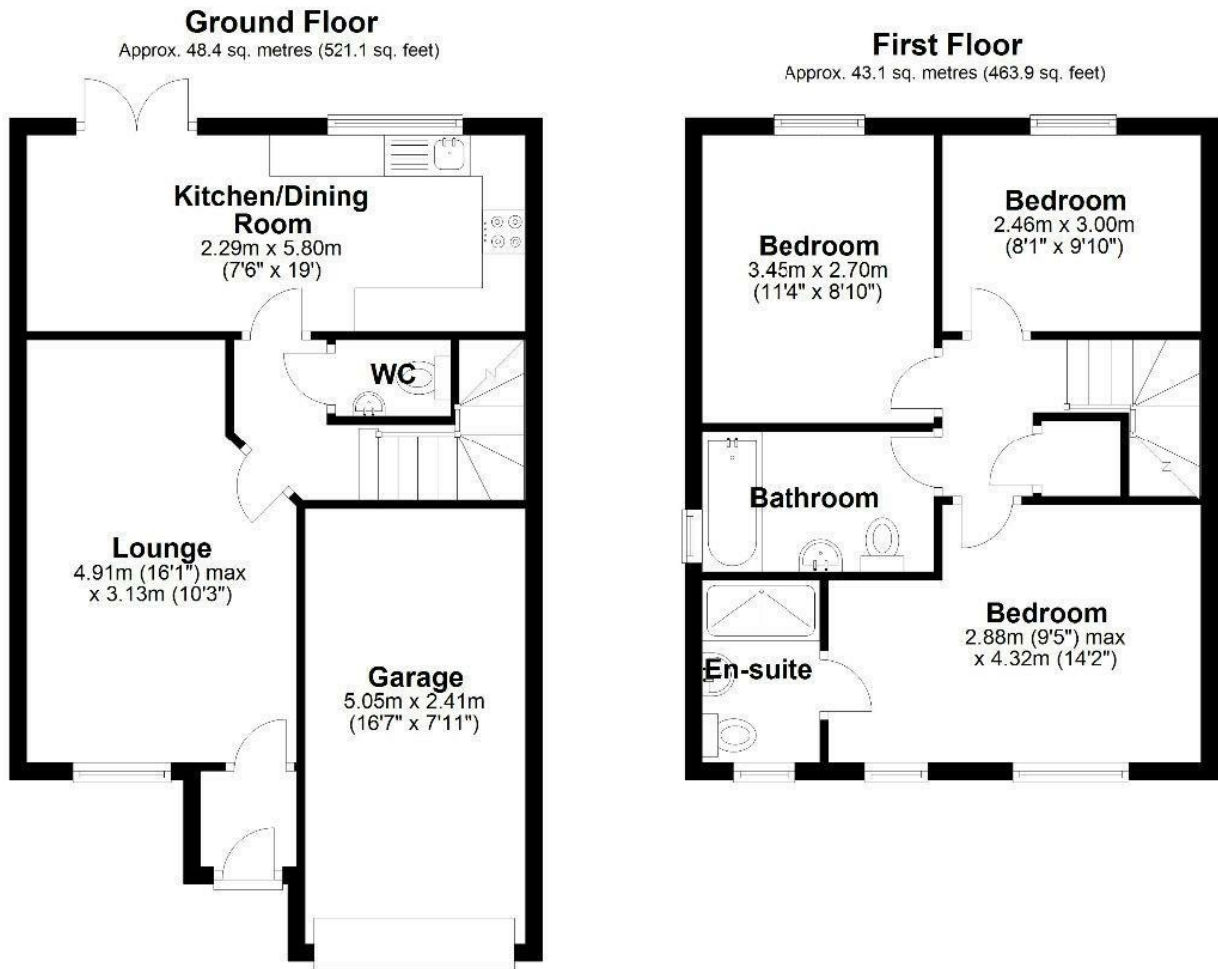 Ground Floor
Approx. 48.4 sq. metres (521.1 sq. feet)
Kitchen/Dining
Room
2.29m x 5.80m
(7'6" x 19')
WC
Lounge
4.91m (16'1") max
x 3.13m (10'3")
Garage
5.05m x 2.41m
(16'7" x 7'11")
First Floor
Approx. 43.1 sq. metres (463.9 sq. feet)
Bedroom
3.45m x 2.70m
(11'4" x 8'10")
Bedroom
2.46m x 3.00m
(8'1" x 9'10")
Bathroom
En-suite
Bedroom
2.88m (9'5") max
x 4.32m (14'2")